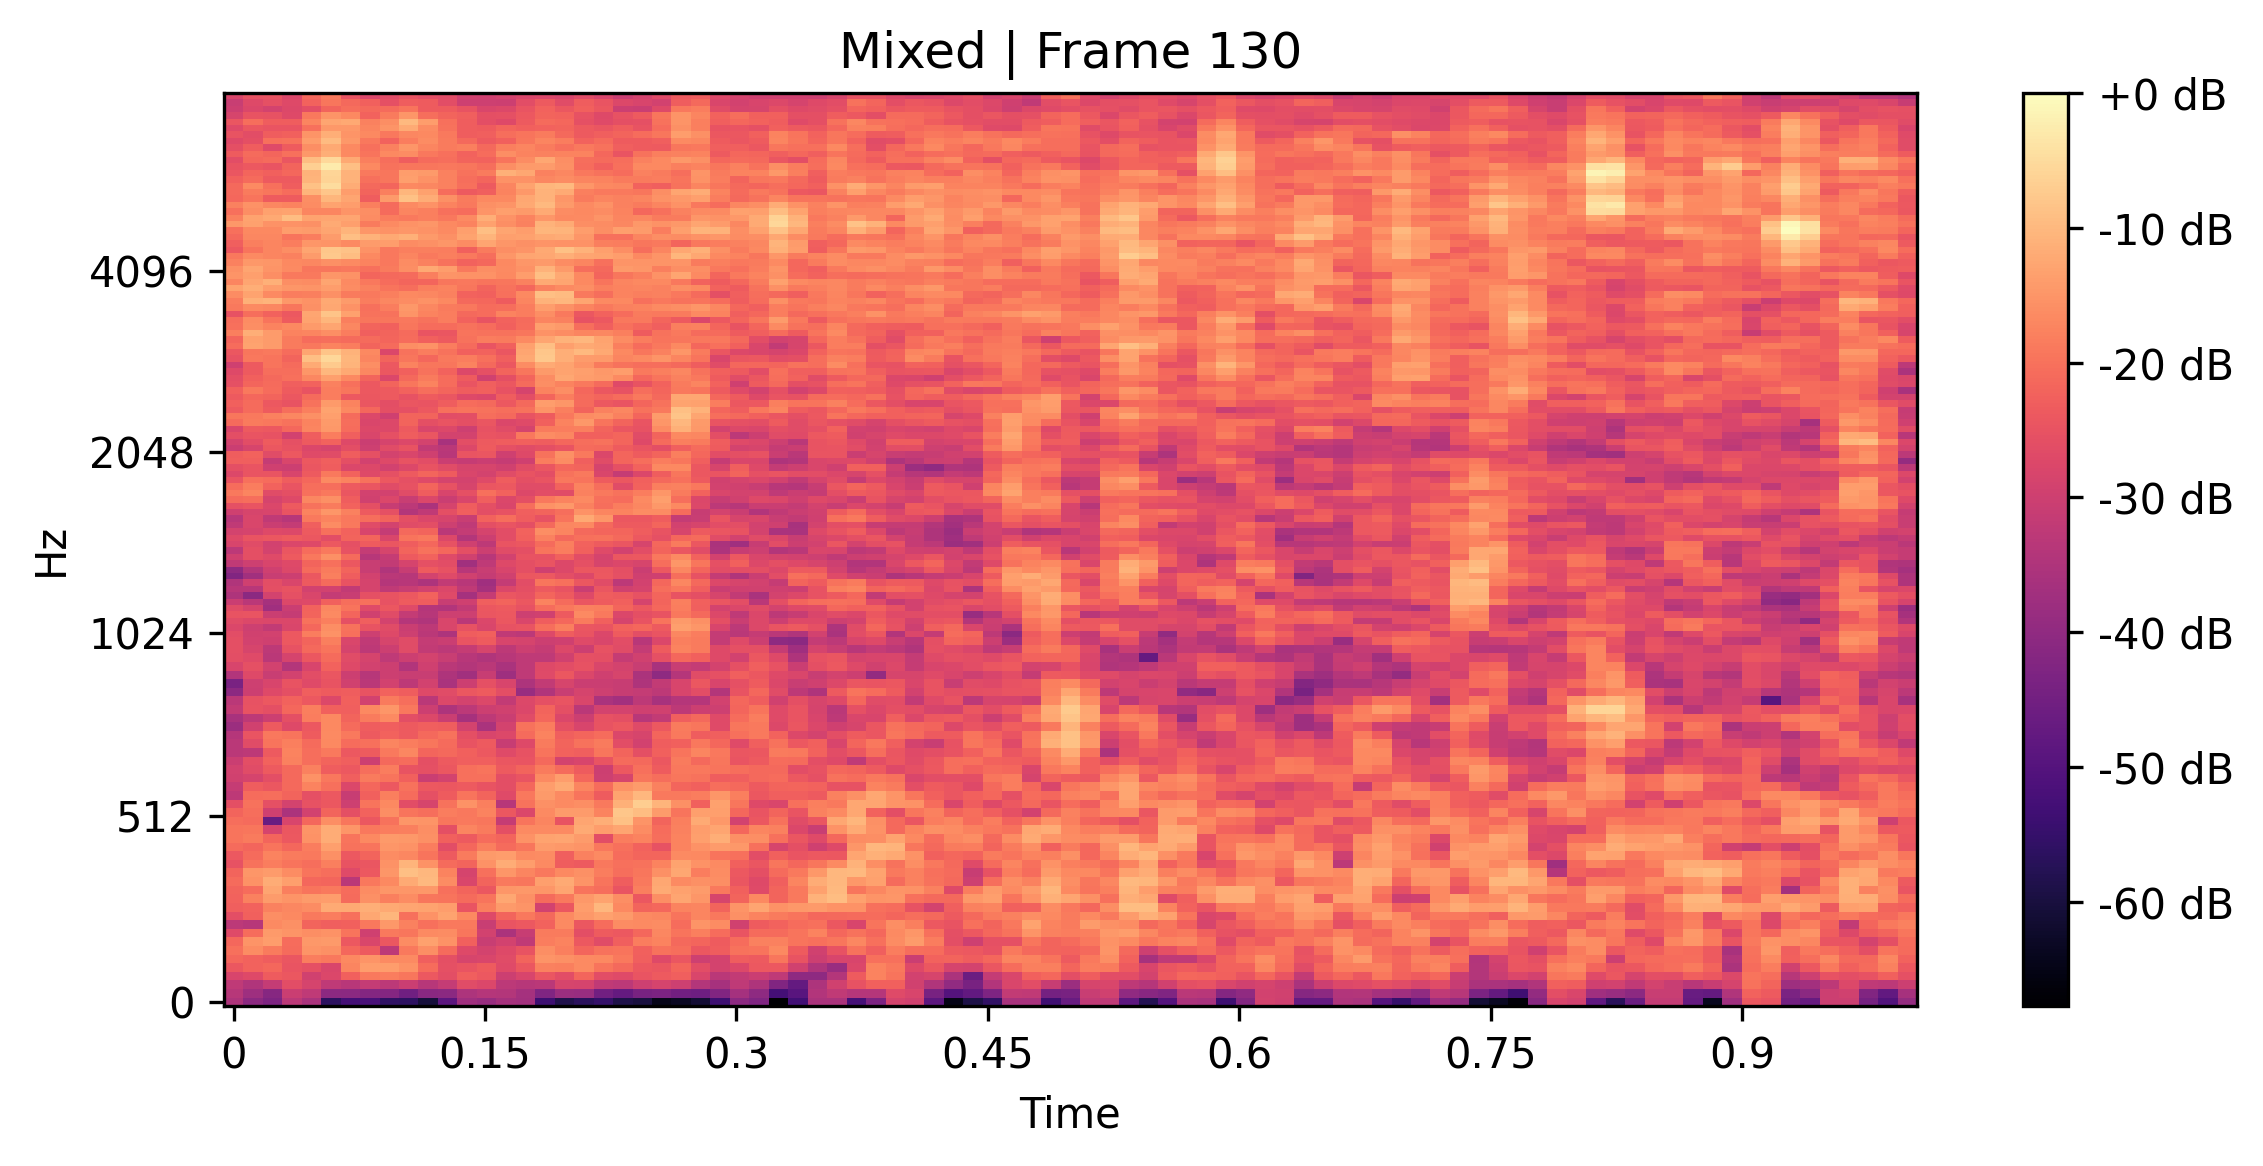 Mixed | Frame 130
+0 dB
-10 dB
-20 dB
-30 dB
-40 dB
-50 dB
-60 dB
4096
2048
1024
512
0
Hz
0 0.15 0.3 0.45 0.6 0.75 0.9
Time